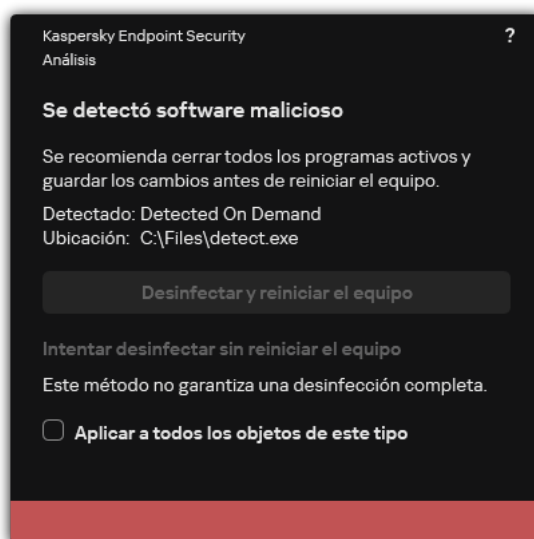 Kaspersky Endpoint Security
?
Análisis
Se detectó software malicioso
Se recomienda cerrar todos los programas activos y
guardar los cambios antes de reiniciar el equipo.
Detectado: Detected On Demand
Ubicación: C:\Files\detect.exe
Desinfectar y reiniciar el equipo
Intentar desinfectar sin reiniciar el equipo
Este método no garantiza una desinfección completa.
Aplicar a todos los objetos de este tipo